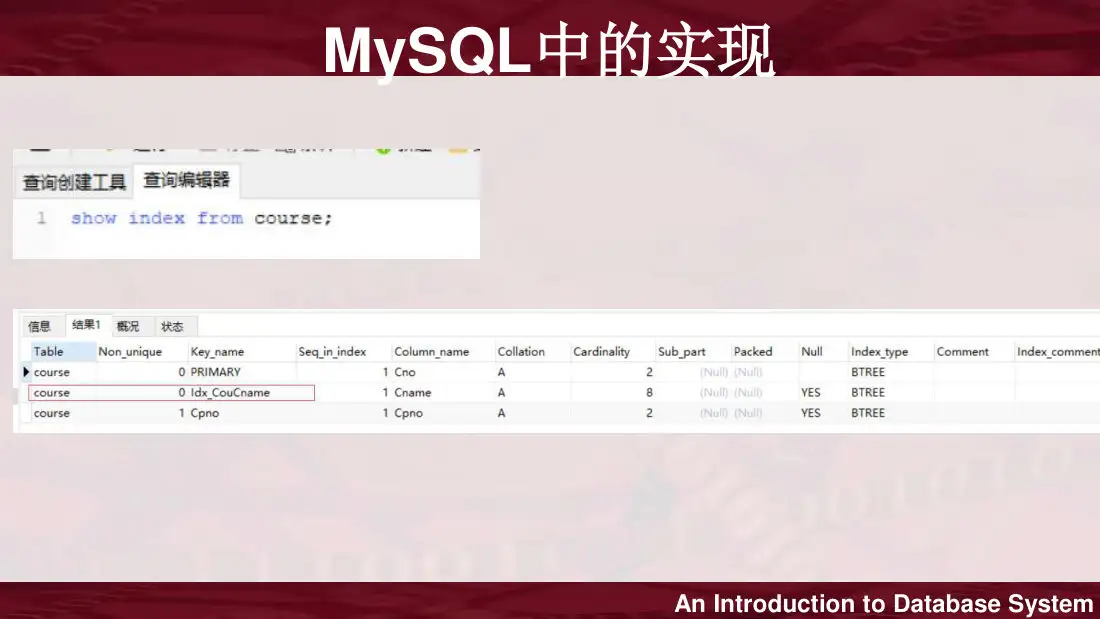 MySQL中的实现
查询创建工具 查询编辑器
1 show index from course;
信息 结果1 概况 状态
Table Non_unique Key_name Seq_in_index Column_name Collation Cardinality Sub_part Packed Null Index_type Comment Index_comment
course 0 PRIMARY 1 Cno A 2 (Null) (Null) BTREE
course 0 Idx_CouCname 1 Cname A 8 (Null) (Null) YES BTREE
course 1 Cpno 1 Cpno A 2 (Null) (Null) YES BTREE
An Introduction to Database System